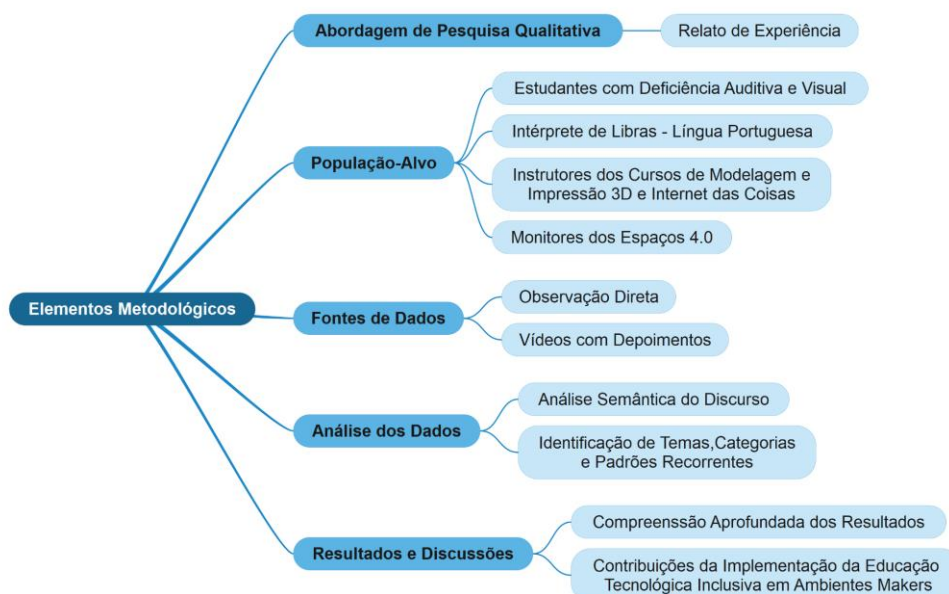 Elementos Metodológicos
Abordagem de Pesquisa Qualitativa
Relato de Experiência
População-Alvo
Estudantes com Deficiência Auditiva e Visual
Intérprete de Libras - Língua Portuguesa
Instrutores dos Cursos de Modelagem e
Impressão 3D e Internet das Coisas
Monitores dos Espaços 4.0
Fontes de Dados
Observação Direta
Vídeos com Depoimentos
Análise dos Dados
Análise Semântica do Discurso
Identificação de Temas,Categorias
e Padrões Recorrentes
Resultados e Discussões
Compreenssão Aprofundada dos Resultados
Contribuições da Implementação da Educação
Tecnológica Inclusiva em Ambientes Makers